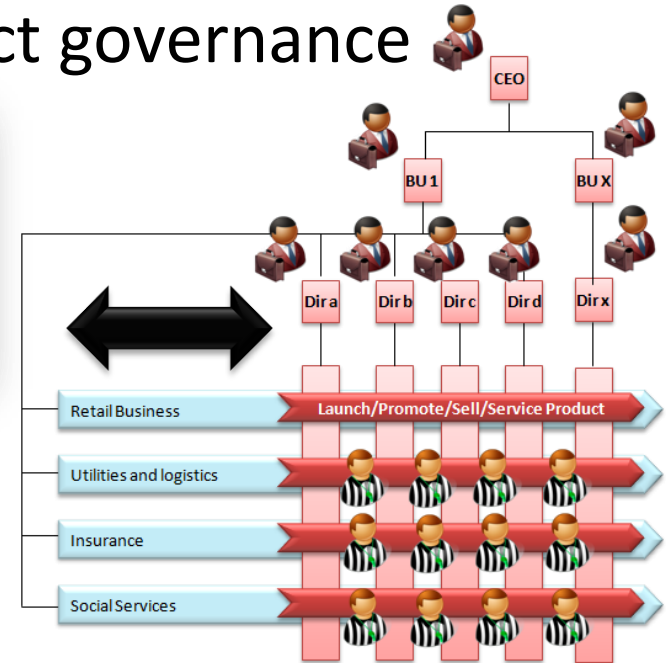 ct governance
CEO
BU 1
BU X
Dir a
Dir b
Dir c
Dir d
Dir x
Retail Business
Launch/Promote/Sell/Service Product
Utilities and logistics
Insurance
Social Services